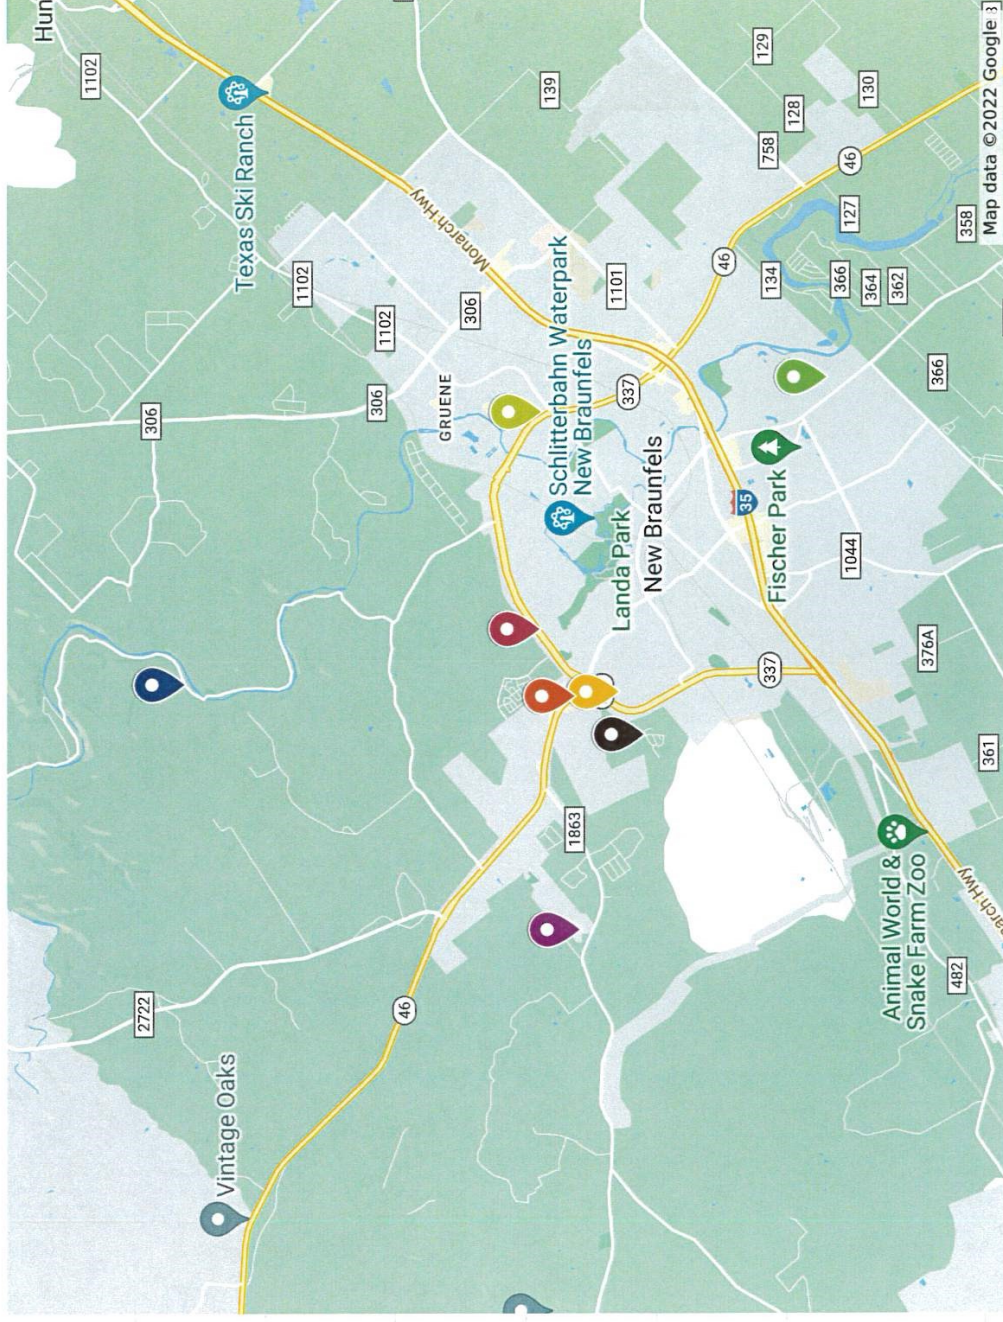 Hun
1102
2722
306
Vintage Oaks
Texas Ski Ranch
1102
306
1102
46
GRUENE
Monarch Hwy
306
Schlitterbahn Waterpark
New Braunfels
1863
139
Landa Park
1101
337
New Braunfels
46
35
758
129
337
134
Fischer Park
128
366
1044
127
46
130
364
Animal World &
Snake Farm Zoo
362
376A
366
482
358
arch Hwy
361
Map data ©2022 Google